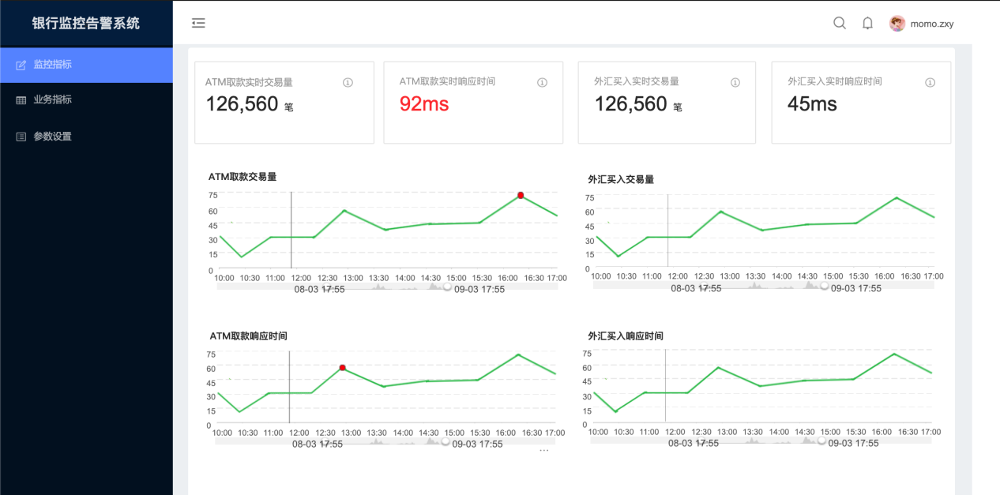 银行监控告警系统
momo.zxy
监控指标
业务指标
参数设置
ATM取款实时交易量
126,560 笔
ATM取款实时响应时间
92ms
外汇买入实时交易量
126,560 笔
外汇买入实时响应时间
45ms
ATM取款交易量
75
60
45
30
15
0
10:00 10:30 11:00 12:00 12:30 13:00 13:30 14:00 14:30 15:00 15:30 16:00 16:30 17:00
08-03 17:55 09-03 17:55
外汇买入交易量
75
60
45
30
15
0
10:00 10:30 11:00 12:00 12:30 13:00 13:30 14:00 14:30 15:00 15:30 16:00 16:30 17:00
08-03 17:55 09-03 17:55
ATM取款响应时间
75
60
45
30
15
0
10:00 10:30 11:00 12:00 12:30 13:00 13:30 14:00 14:30 15:00 15:30 16:00 16:30 17:00
08-03 17:55 09-03 17:55
...
外汇买入响应时间
75
60
45
30
15
0
10:00 10:30 11:00 12:00 12:30 13:00 13:30 14:00 14:30 15:00 15:30 16:00 16:30 17:00
08-03 17:55 09-03 17:55